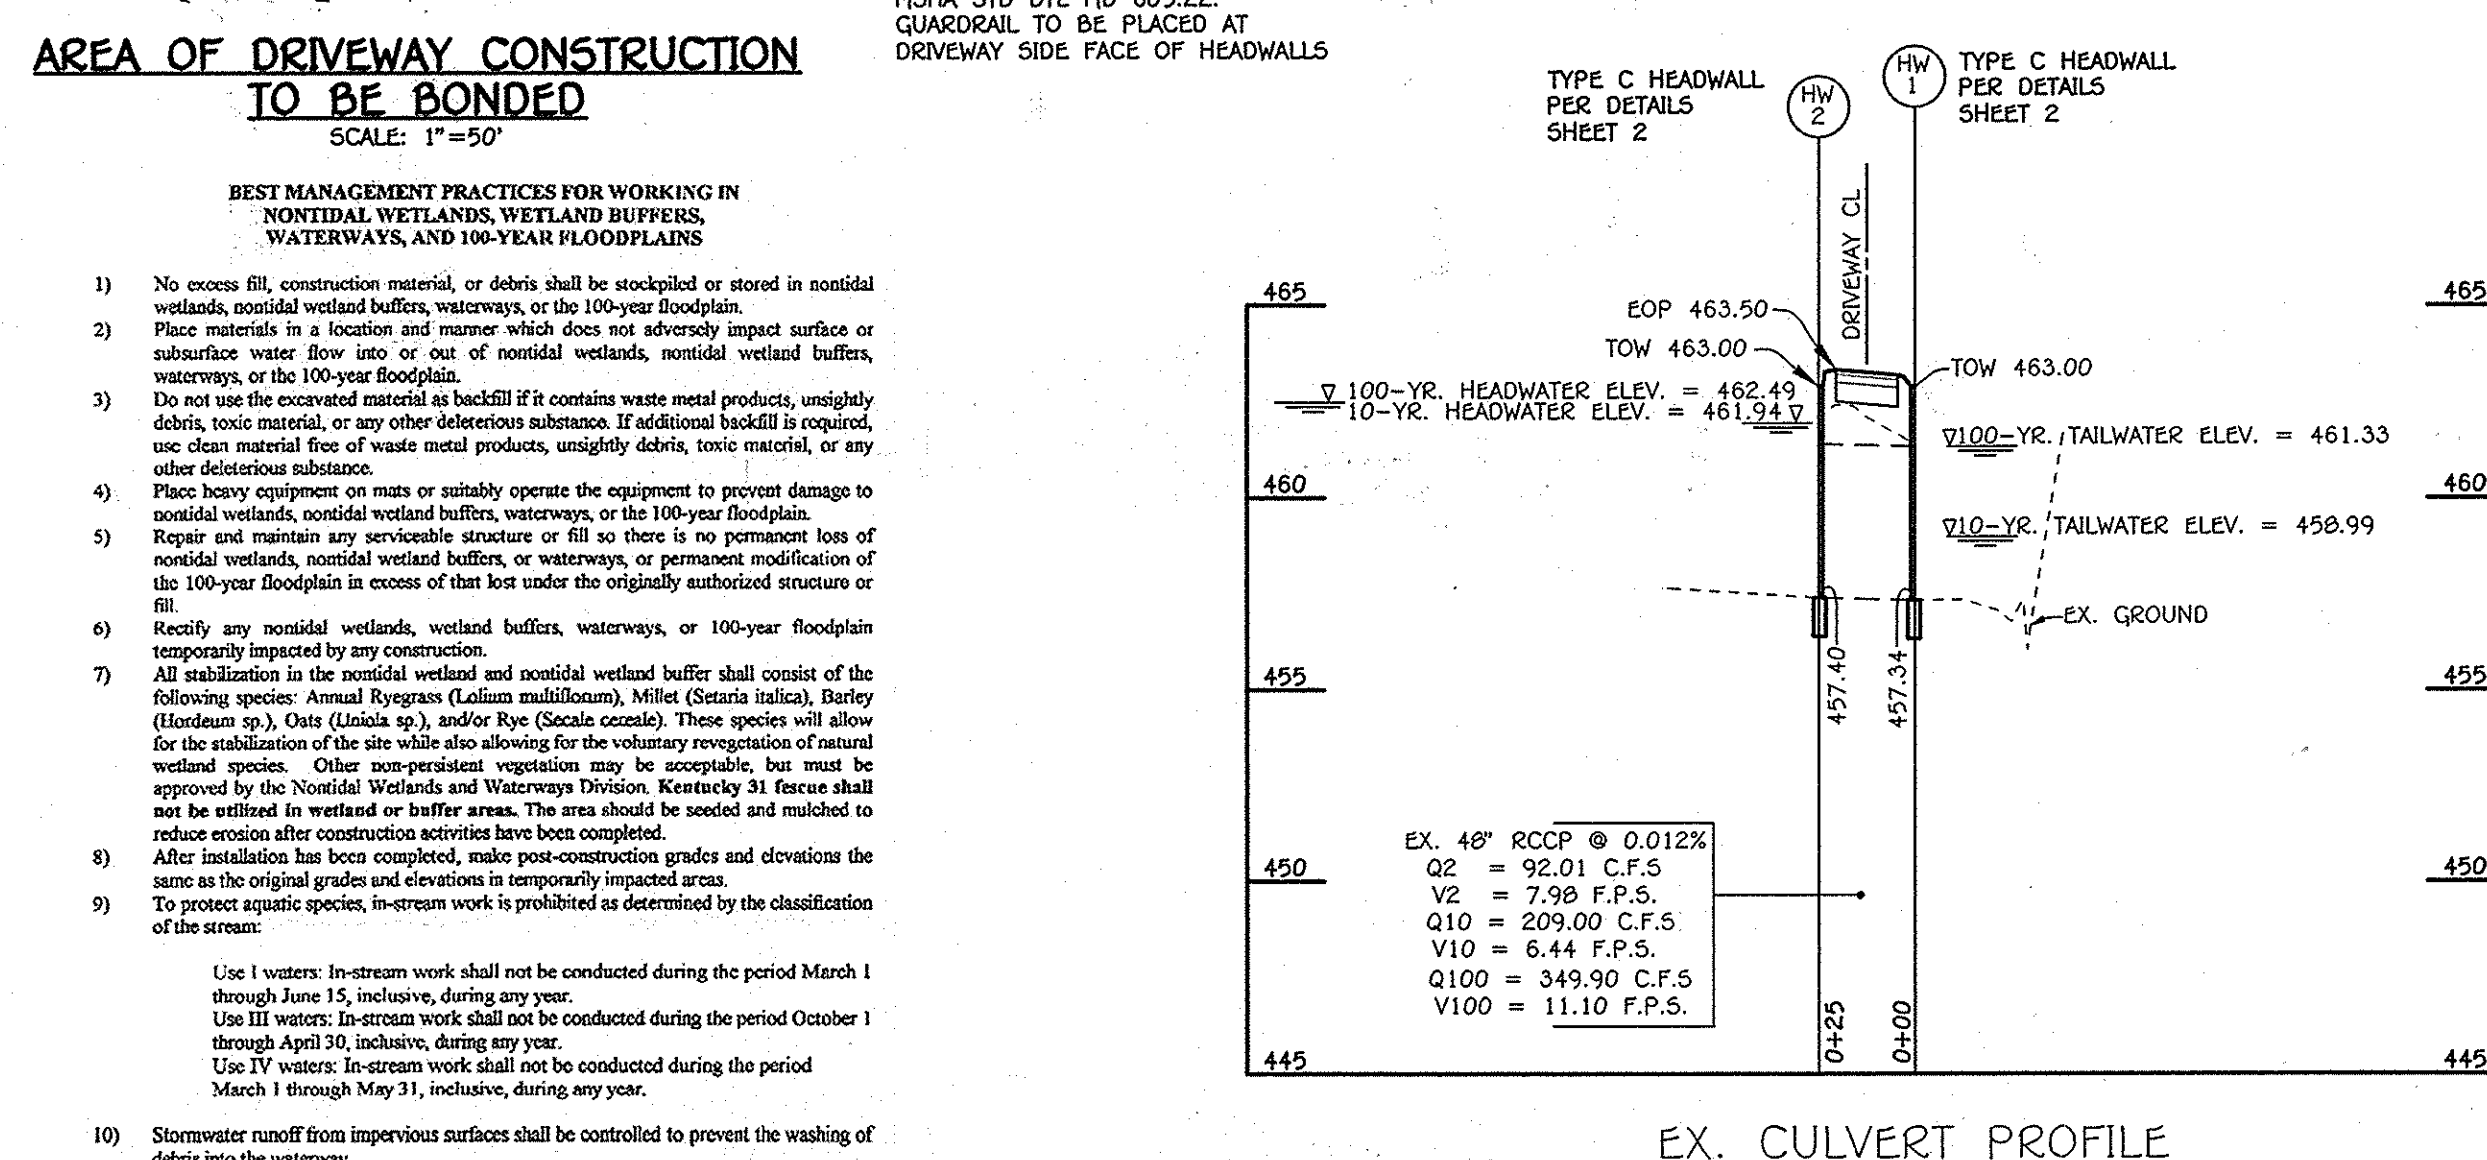 GUARDRAIL TO BE PLACED AT
DRIVEWAY SIDE FACE OF HEADWALLS
AREA OF DRIVEWAY CONSTRUCTION
TO BE BONDED
SCALE: 1"=50'
BEST MANAGEMENT PRACTICES FOR WORKING IN
NONTIDAL WETLANDS, WETLAND BUFFERS,
WATERWAYS, AND 100-YEAR FLOODPLAINS
1) No excess fill, construction material, or debris shall be stockpiled or stored in nontidal
wetlands, nontidal wetland buffers, waterways, or the 100-year floodplain.
2) Place materials in a location and manner which does not adversely impact surface or
subsurface water flow into or out of nontidal wetlands, nontidal wetland buffers,
waterways, or the 100-year floodplain.
3) Do not use the excavated material as backfill if it contains waste metal products, unsightly
debris, toxic material, or any other deleterious substance. If additional backfill is required,
use clean material free of waste metal products, unsightly debris, toxic material, or any
other deleterious substance.
4) Place heavy equipment on mats or suitably operate the equipment to prevent damage to
nontidal wetlands, nontidal wetland buffers, waterways, or the 100-year floodplain.
5) Repair and maintain any serviceable structure or fill so there is no permanent loss of
nontidal wetlands, nontidal wetland buffers, or waterways, or permanent modification of
the 100-year floodplain in excess of that lost under the originally authorized structure or
fill.
6) Rectify any nontidal wetlands, wetland buffers, waterways, or 100-year floodplain
temporarily impacted by any construction.
7) All stabilization in the nontidal wetland and nontidal wetland buffer shall consist of the
following species: Annual Ryegrass (Lolium multiflorum), Millet (Setaria italica), Barley
(Hordeum sp.), Oats (Uniola sp.), and/or Rye (Secale cereale). These species will allow
for the stabilization of the site while also allowing for the voluntary revegetation of natural
wetland species. Other non-persistent vegetation may be acceptable, but must be
approved by the Nontidal Wetlands and Waterways Division. Kentucky 31 fescue shall
not be utilized in wetland or buffer areas. The area should be seeded and mulched to
reduce erosion after construction activities have been completed.
8) After installation has been completed, make post-construction grades and elevations the
same as the original grades and elevations in temporarily impacted areas.
9) To protect aquatic species, in-stream work is prohibited as determined by the classification
of the stream:
Use I waters: In-stream work shall not be conducted during the period March 1
through June 15, inclusive, during any year.
Use III waters: In-stream work shall not be conducted during the period October 1
through April 30, inclusive, during any year.
Use IV waters: In-stream work shall not be conducted during the period
March 1 through May 31, inclusive, during any year.
10) Stormwater runoff from impervious surfaces shall be controlled to prevent the washing of
debris into the waterway.
TYPE C HEADWALL
PER DETAILS
SHEET 2
HW
2
HW
1
TYPE C HEADWALL
PER DETAILS
SHEET 2
DRIVEWAY CL
465
465
EOP 463.50
TOW 463.00
TOW 463.00
100-YR. HEADWATER ELEV. = 462.49
10-YR. HEADWATER ELEV. = 461.94
100-YR. TAILWATER ELEV. = 461.33
460
460
10-YR. TAILWATER ELEV. = 458.99
EX. GROUND
457.40
457.34
455
455
EX. 48" RCCP @ 0.012%
Q2 = 92.01 C.F.S
V2 = 7.98 F.P.S.
Q10 = 209.00 C.F.S
V10 = 6.44 F.P.S.
Q100 = 349.90 C.F.S
V100 = 11.10 F.P.S.
450
450
0+25
0+00
445
445
EX. CULVERT PROFILE